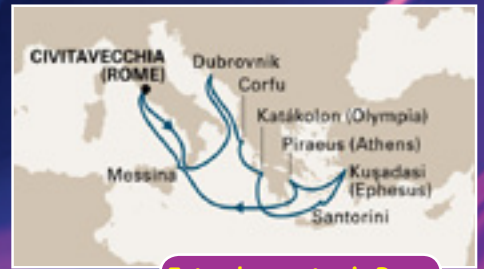 CIVITAVECCHIA
(ROME)
Dubrovnik
Corfu
Katákolon (Olympia)
Piraeus (Athens)
Messina
Kuşadasi
(Ephesus)
Santorini